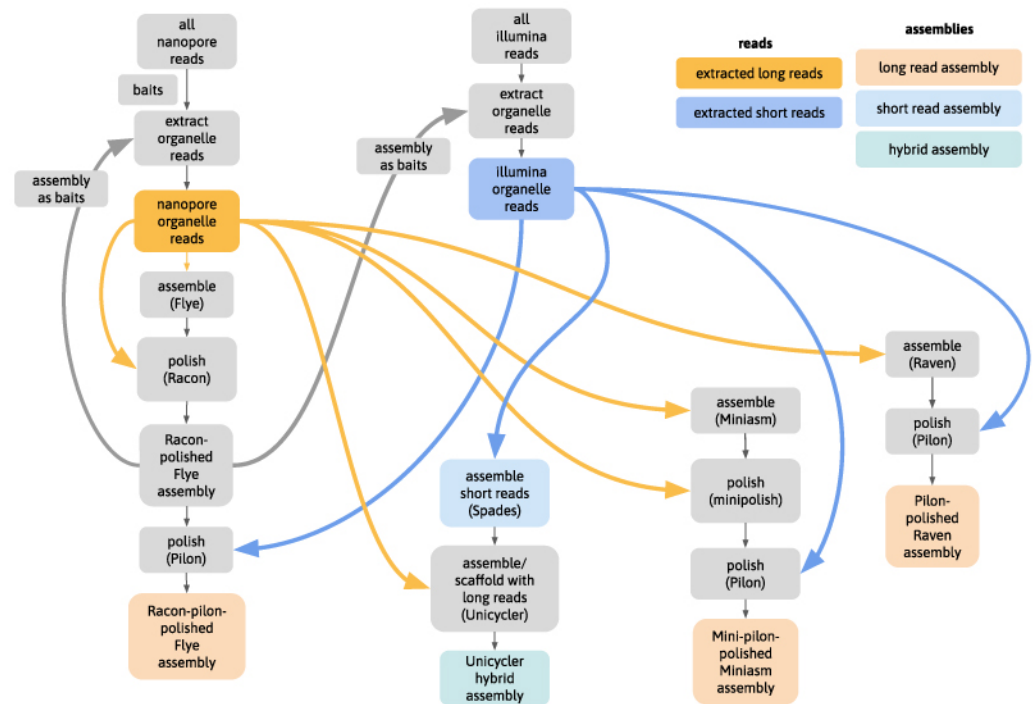 all
nanopore
reads
baits
extract
organelle
reads
assembly
as baits
nanopore
organelle
reads
assemble
(Flye)
polish
(Racon)
Racon-
polished
Flye
assembly
polish
(Pilon)
Racon-pilon-
polished
Flye
assembly
all
illumina
reads
extract
organelle
reads
assembly
as baits
illumina
organelle
reads
assemble
short reads
(Spades)
assemble/
scaffold with
long reads
(Unicycler)
Unicycler
hybrid
assembly
assemble
(Miniasm)
polish
(minipolish)
polish
(Pilon)
Mini-pilon-
polished
Miniasm
assembly
assemble
(Raven)
polish
(Pilon)
Pilon-
polished
Raven
assembly
reads
extracted long reads
extracted short reads
assemblies
long read assembly
short read assembly
hybrid assembly